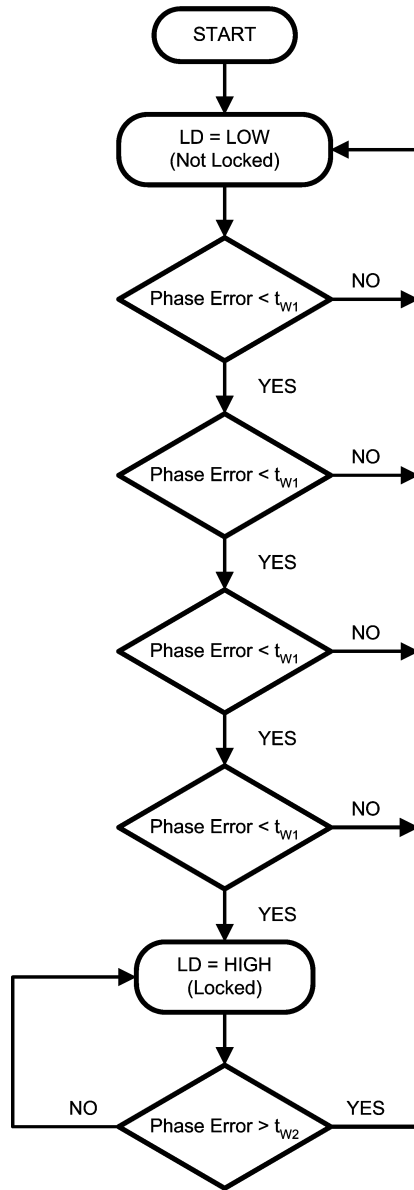 START
LD = LOW
(Not Locked)
Phase Error < tW1
NO
YES
Phase Error < tW1
NO
YES
Phase Error < tW1
NO
YES
Phase Error < tW1
NO
YES
LD = HIGH
(Locked)
NO
Phase Error > tW2
YES